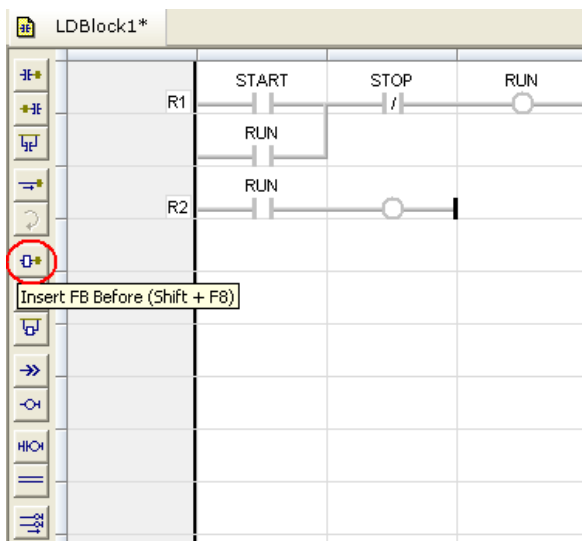 LDBlock1*
START STOP RUN
R1
RUN
RUN
R2
Insert FB Before (Shift + F8)